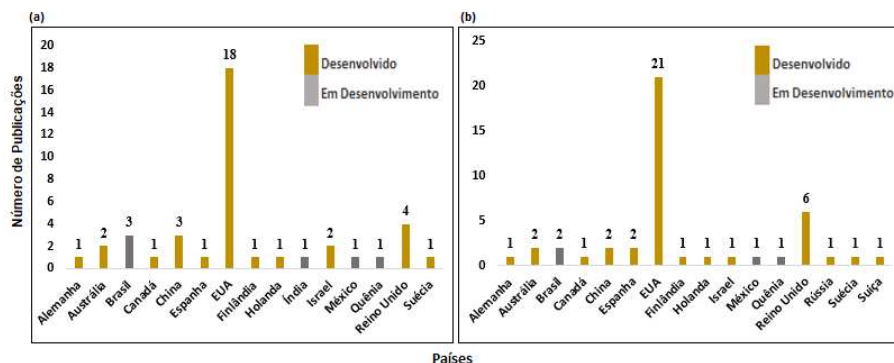 (a)
Número de Publicações
20
18
16
14
12
10
8
6
4
2
0
1 2 3 1 3 1 18 1 1 1 2 1 1 4 1
Desenvolvido
Em Desenvolvimento
Alemanha
Austrália
Brasil
Canadá
China
Espanha
EUA
Finlândia
Holanda
Índia
Israel
México
Quênia
Reino Unido
Suécia
(b)
25
20
15
10
5
0
1 2 2 1 2 2 21 1 1 1 1 1 6 1 1 1
Desenvolvido
Em Desenvolvimento
Alemanha
Austrália
Brasil
Canadá
China
Espanha
EUA
Finlândia
Holanda
Israel
México
Quênia
Reino Unido
Rússia
Suécia
Suíça
Países